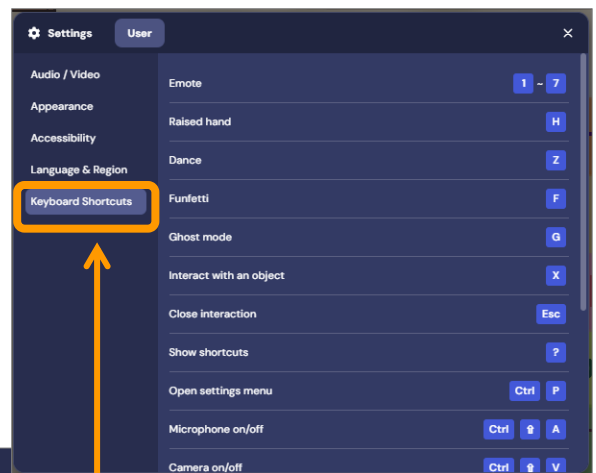 Settings User
Audio / Video
Appearance
Accessibility
Language & Region
Keyboard Shortcuts
Emote 1 ~ 7
Raised hand H
Dance Z
Funfetti F
Ghost mode G
Interact with an object X
Close interaction Esc
Show shortcuts ?
Open settings menu Ctrl P
Microphone on/off Ctrl ⇧ A
Camera on/off Ctrl ⇧ V